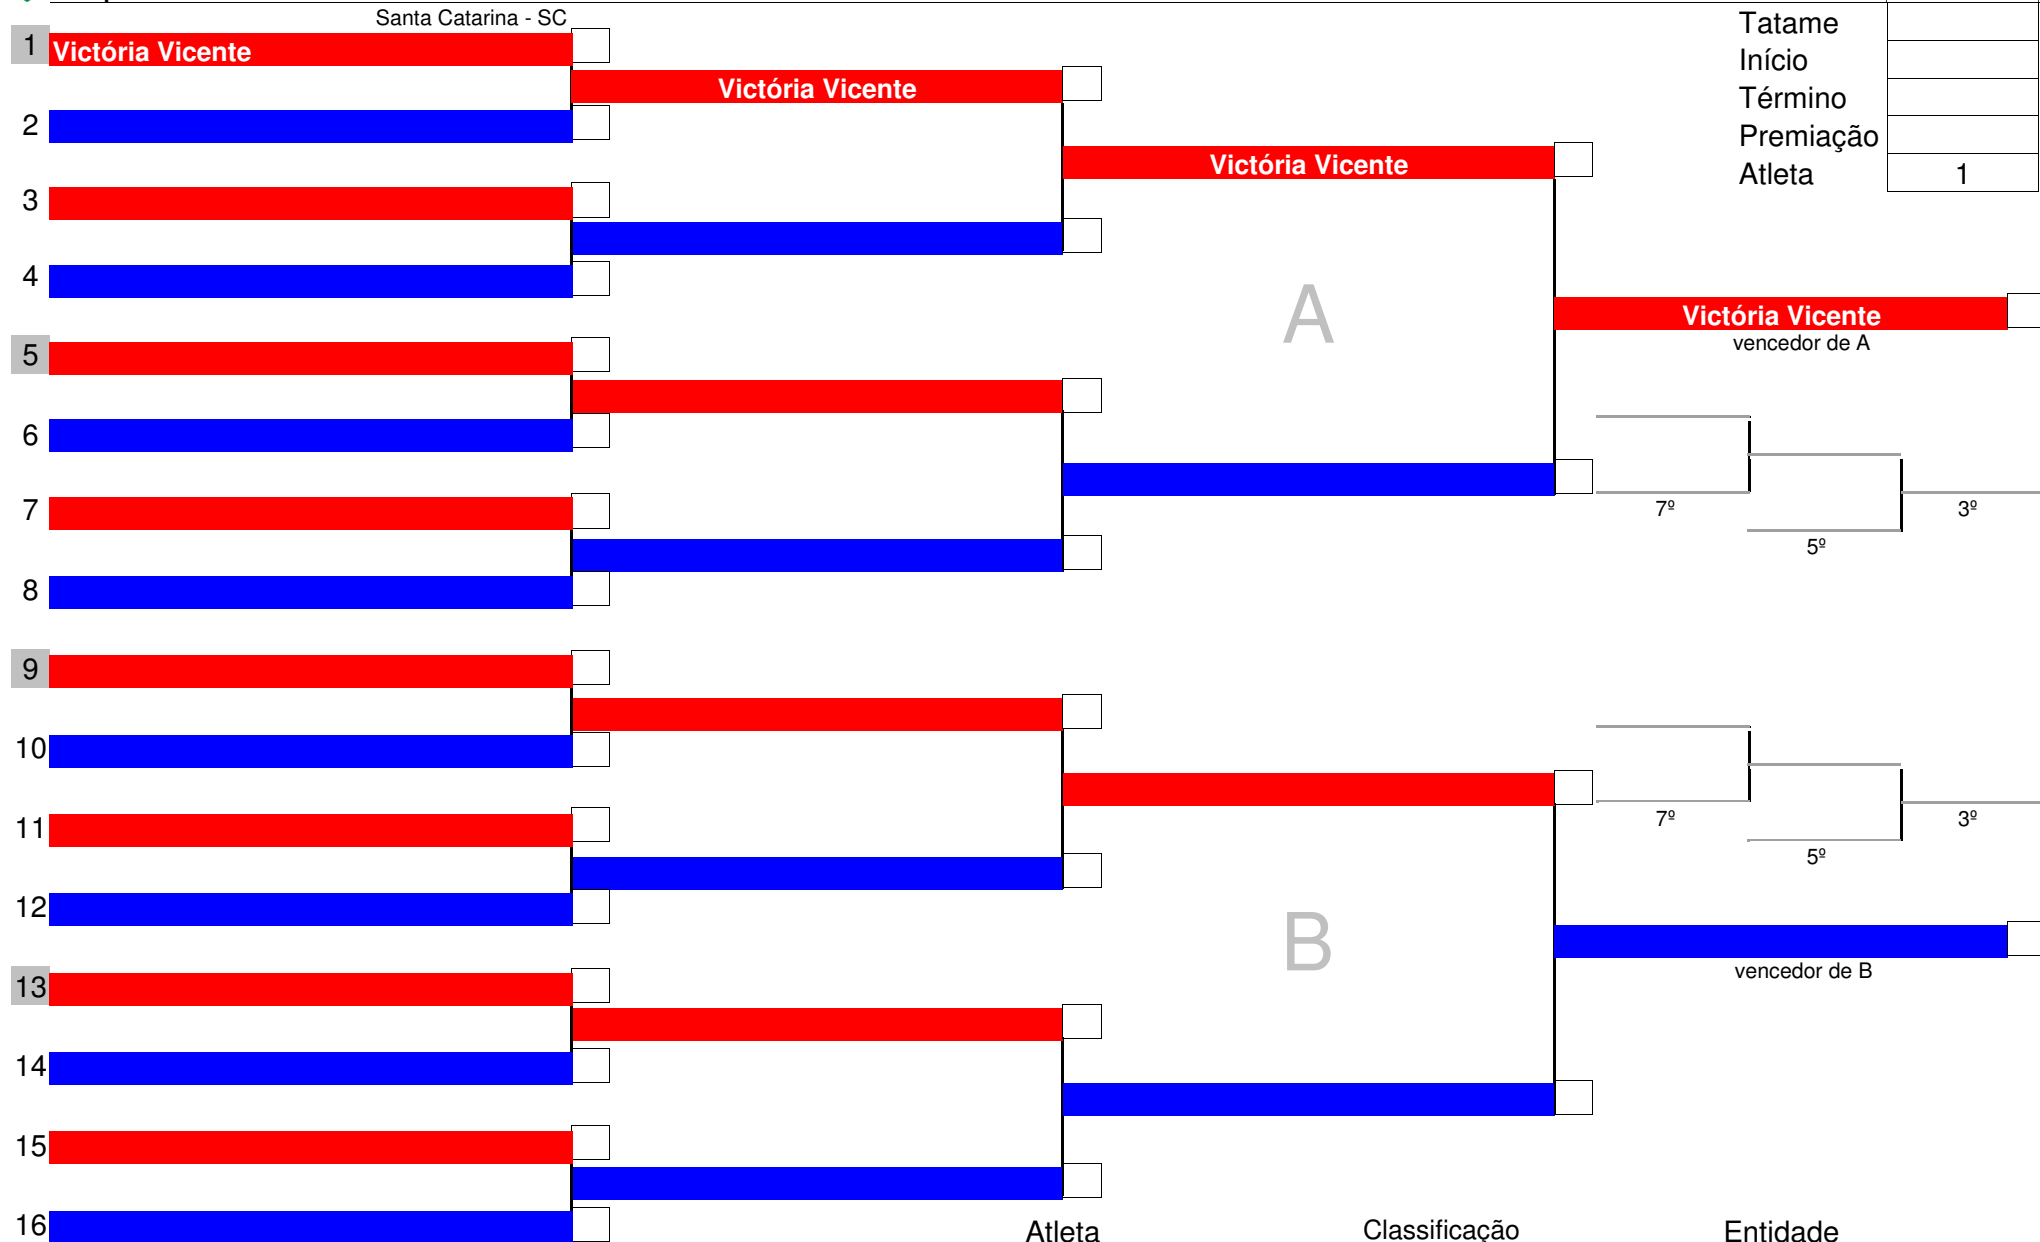 Santa Catarina - SC
Tatame
1 Victória Vicente
Início
Victória Vicente
Término
2
Premiação
Victória Vicente
Atleta 1
3
4
A
Victória Vicente
vencedor de A
5
6
7
7º 3º
5º
8
9
10
11
7º 3º
5º
12
B
vencedor de B
13
14
15
16
Atleta Classificação Entidade